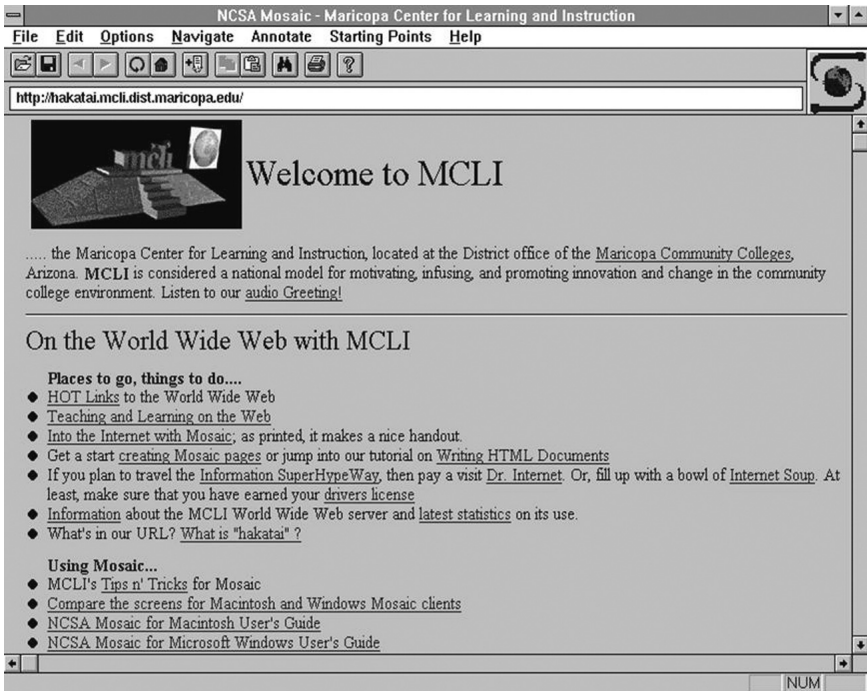 NCSA Mosaic - Maricopa Center for Learning and Instruction
File Edit Options Navigate Annotate Starting Points Help
http://hakatai.mcli.dist.maricopa.edu/
mcli
Welcome to MCLI
..... the Maricopa Center for Learning and Instruction, located at the District office of the Maricopa Community Colleges,
Arizona. MCLI is considered a national model for motivating, infusing, and promoting innovation and change in the community
college environment. Listen to our audio Greeting!
On the World Wide Web with MCLI
Places to go, things to do....
HOT Links to the World Wide Web
Teaching and Learning on the Web
Into the Internet with Mosaic; as printed, it makes a nice handout.
Get a start creating Mosaic pages or jump into our tutorial on Writing HTML Documents
If you plan to travel the Information SuperHypeWay, then pay a visit Dr. Internet. Or, fill up with a bowl of Internet Soup. At
least, make sure that you have earned your drivers license
Information about the MCLI World Wide Web server and latest statistics on its use.
What's in our URL? What is "hakatai" ?
Using Mosaic...
MCLI's Tips n' Tricks for Mosaic
Compare the screens for Macintosh and Windows Mosaic clients
NCSA Mosaic for Macintosh User's Guide
NCSA Mosaic for Microsoft Windows User's Guide
NUM